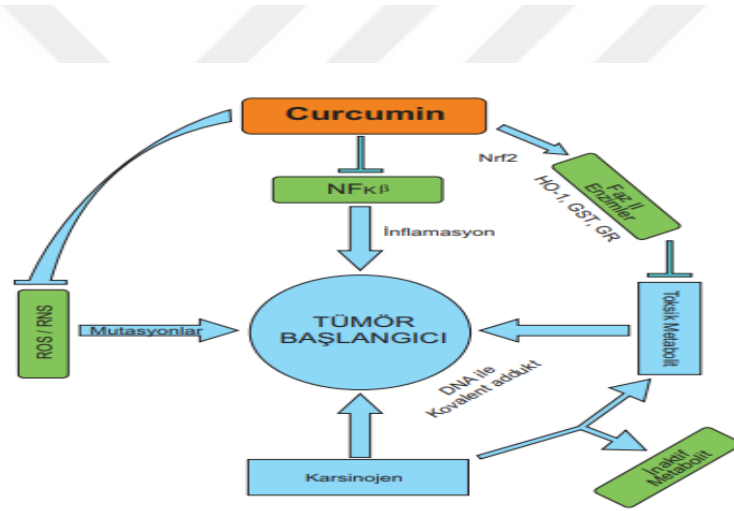 Curcumin
Nrf2
NFκβ
Faz II
Enzimler
HO-1, GST, GR
İnflamasyon
ROS / RNS
Mutasyonlar
TÜMÖR
BAŞLANGICI
Toksik Metabolit
DNA ile
Kovalent addukt
Karsinojen
İnaktif
Metabolit